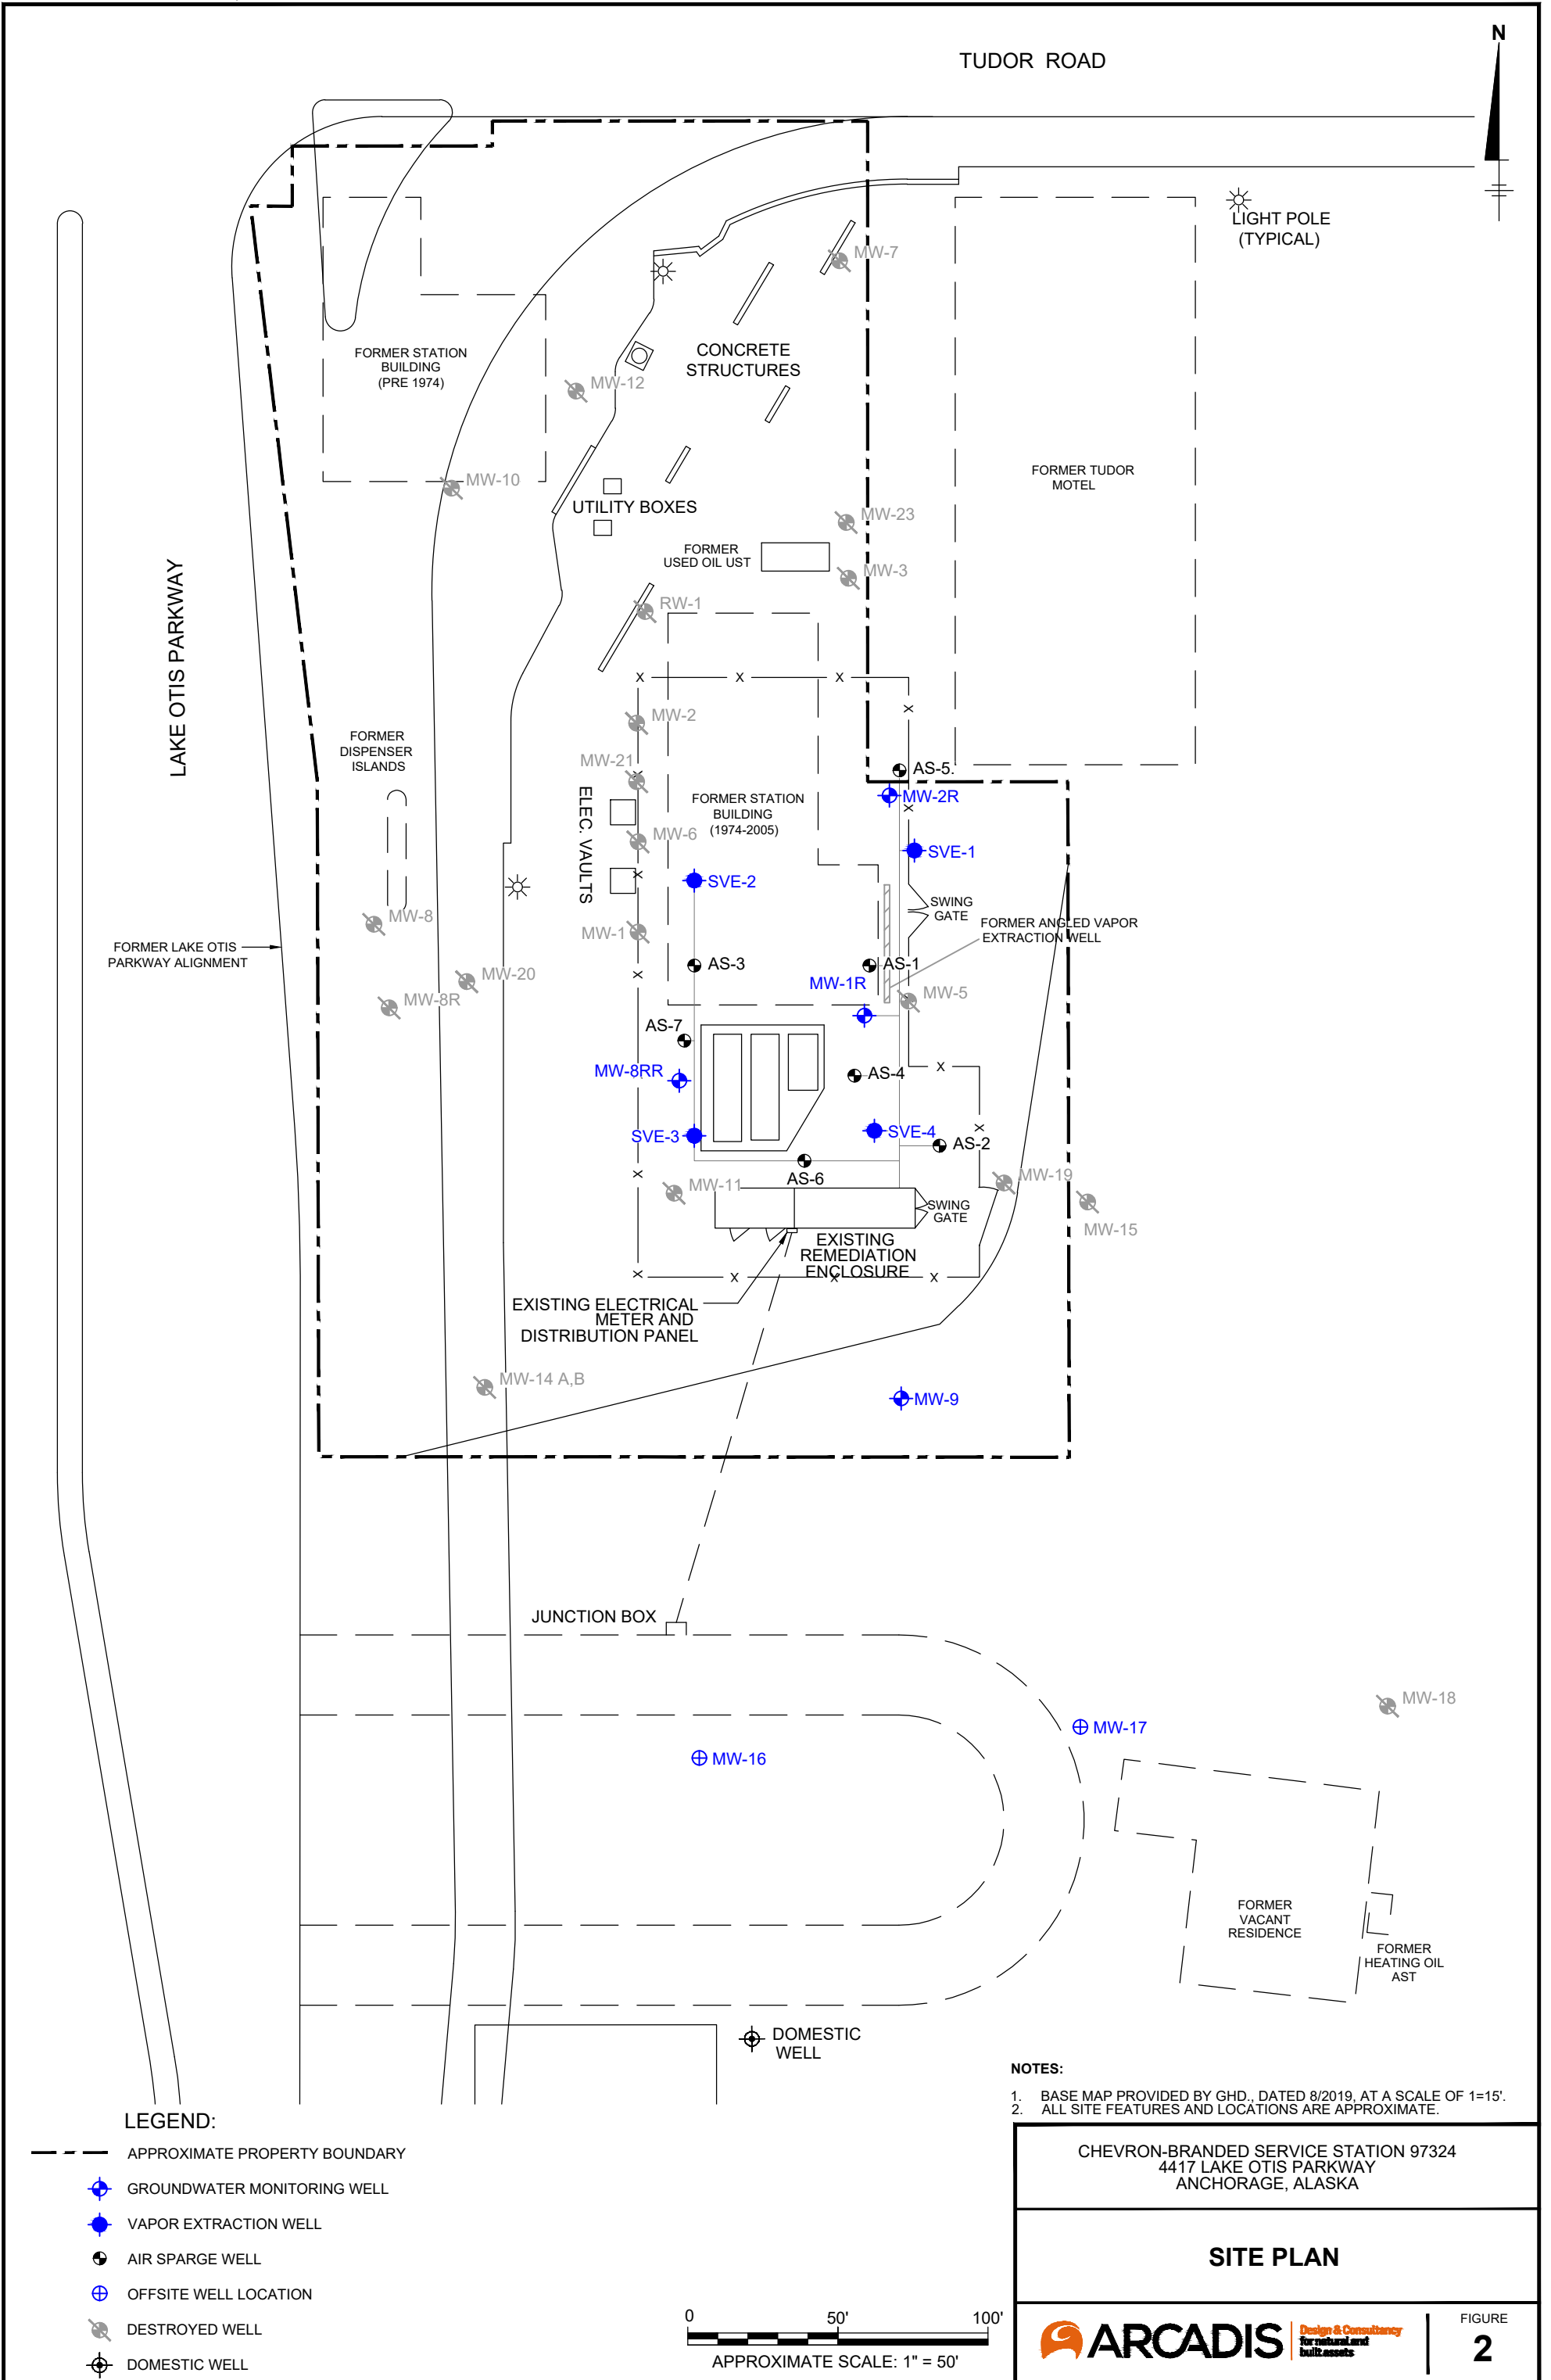 TUDOR ROAD
N
LIGHT POLE
(TYPICAL)
MW-7
CONCRETE
STRUCTURES
FORMER STATION
BUILDING
(PRE 1974)
MW-12
FORMER TUDOR
MOTEL
MW-10
UTILITY BOXES
MW-23
FORMER
USED OIL UST
MW-3
LAKE OTIS PARKWAY
RW-1
X
X
X
X
MW-2
FORMER
DISPENSER
ISLANDS
MW-21
X
AS-5.
ELEC. VAULTS
FORMER STATION
BUILDING
(1974-2005)
MW-2R
X
MW-6
SVE-1
X
SVE-2
SWING
GATE
MW-8
FORMER ANGLED VAPOR
EXTRACTION WELL
MW-1
FORMER LAKE OTIS
PARKWAY ALIGNMENT
AS-3
AS-1
X
MW-20
MW-1R
MW-5
MW-8R
AS-7
MW-8RR
AS-4
X
SVE-3
SVE-4
X
AS-2
X
MW-11
AS-6
MW-19
MW-15
SWING
GATE
EXISTING
REMEDIATION
ENCLOSURE
X
X
X
X
EXISTING ELECTRICAL
METER AND
DISTRIBUTION PANEL
MW-14 A,B
MW-9
JUNCTION BOX
MW-18
MW-17
MW-16
FORMER
VACANT
RESIDENCE
FORMER
HEATING OIL
AST
DOMESTIC
WELL
NOTES:
1. BASE MAP PROVIDED BY GHD., DATED 8/2019, AT A SCALE OF 1=15'.
2. ALL SITE FEATURES AND LOCATIONS ARE APPROXIMATE.
LEGEND:
APPROXIMATE PROPERTY BOUNDARY
GROUNDWATER MONITORING WELL
VAPOR EXTRACTION WELL
AIR SPARGE WELL
OFFSITE WELL LOCATION
DESTROYED WELL
DOMESTIC WELL
0 50' 100'
APPROXIMATE SCALE: 1" = 50'
CHEVRON-BRANDED SERVICE STATION 97324
4417 LAKE OTIS PARKWAY
ANCHORAGE, ALASKA
SITE PLAN
ARCADIS
Design & Consultancy
for natural and
built assets
FIGURE
2